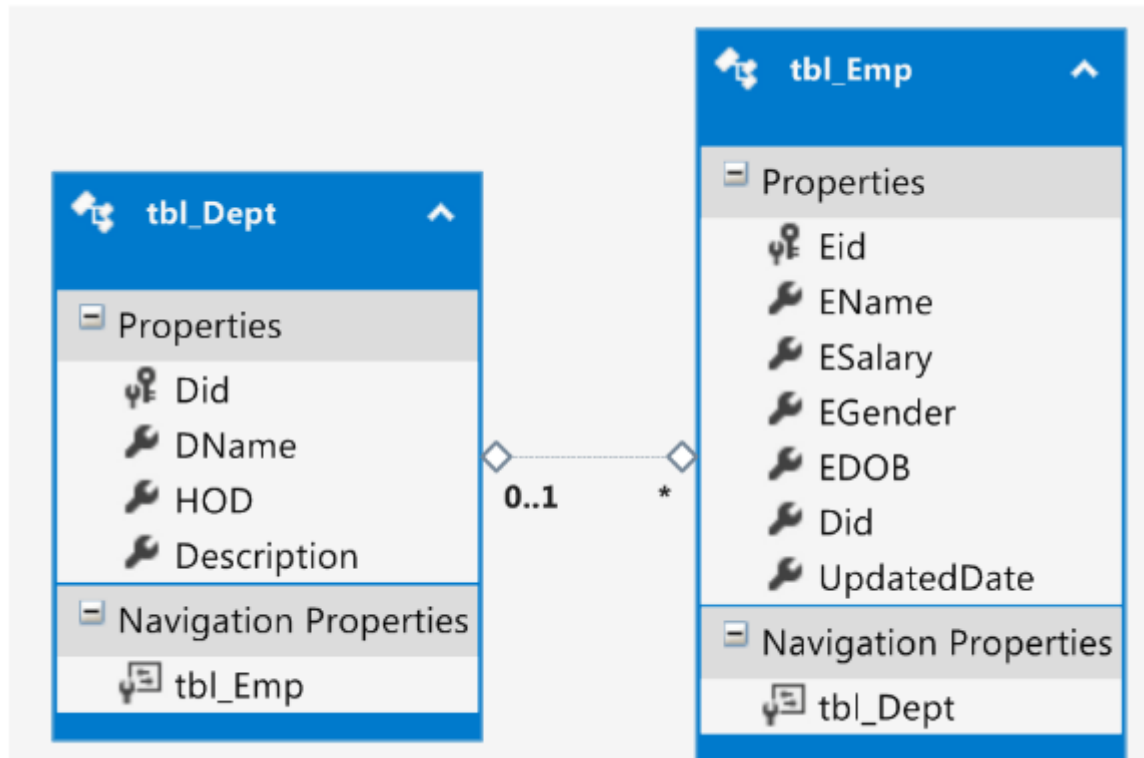 tbl_Dept
Properties
Did
DName
HOD
Description
Navigation Properties
tbl_Emp
0..1
*
tbl_Emp
Properties
Eid
EName
ESalary
EGender
EDOB
Did
UpdatedDate
Navigation Properties
tbl_Dept